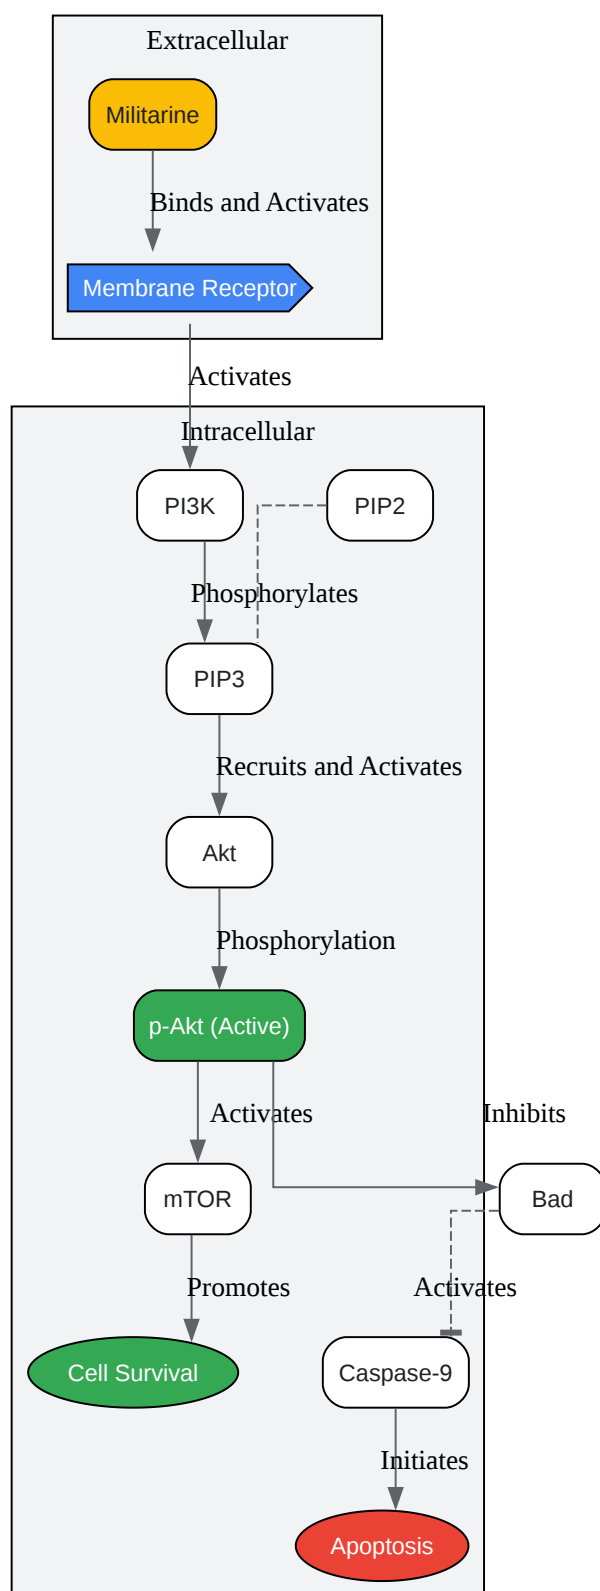 Extracellular
Militarine
Binds and Activates
Membrane Receptor
Activates
Intracellular
PI3K
PIP2
Phosphorylates
PIP3
Recruits and Activates
Akt
Phosphorylation
p-Akt (Active)
Activates
Inhibits
mTOR
Bad
Promotes
Activates
Cell Survival
Caspase-9
Initiates
Apoptosis